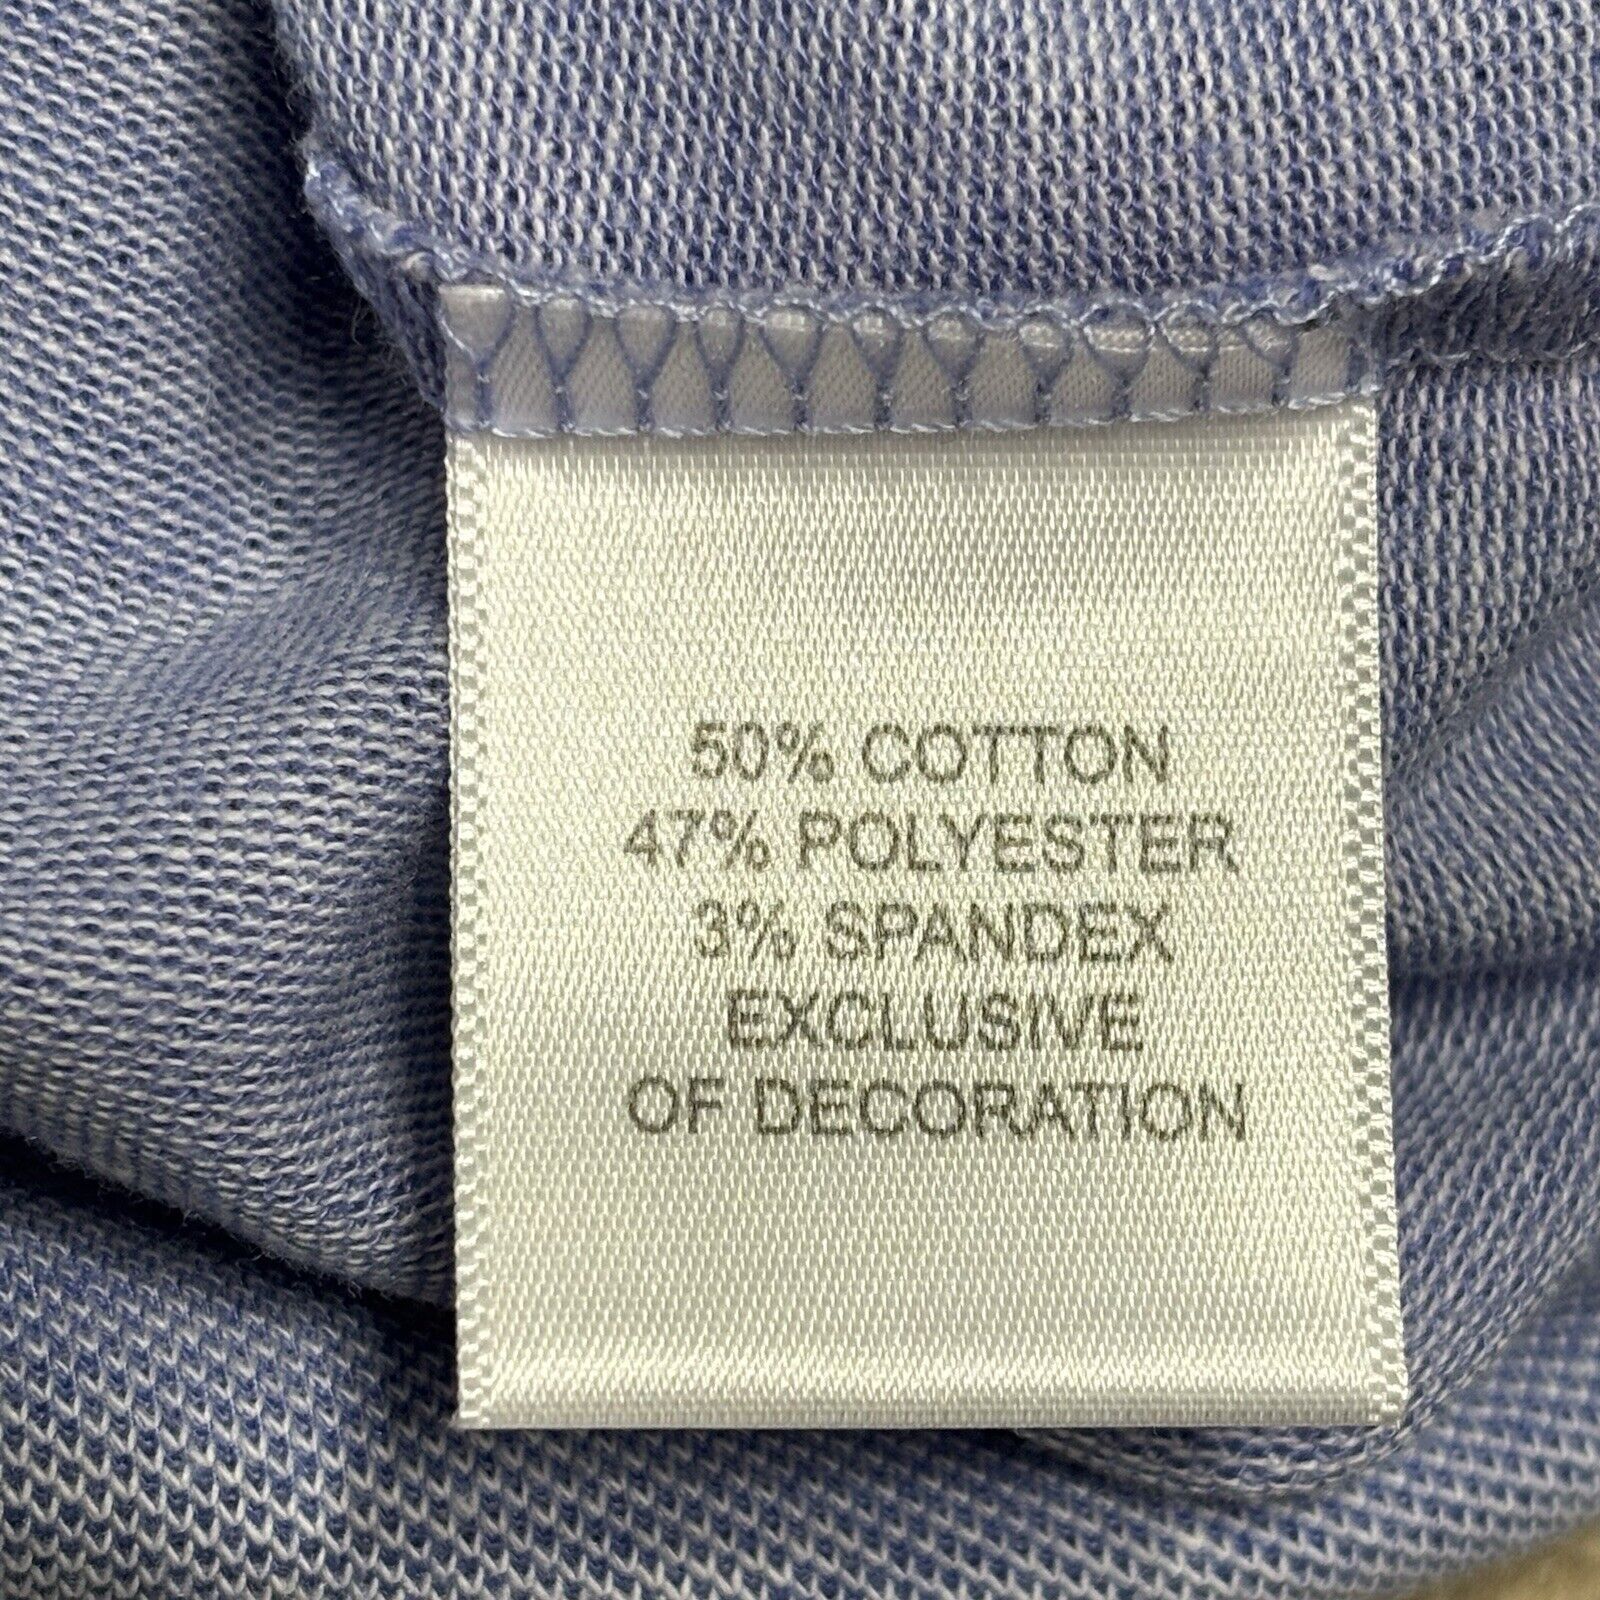 50% COTTON
47% POLYESTER
3% SPANDEX
EXCLUSIVE
OF DECORATION